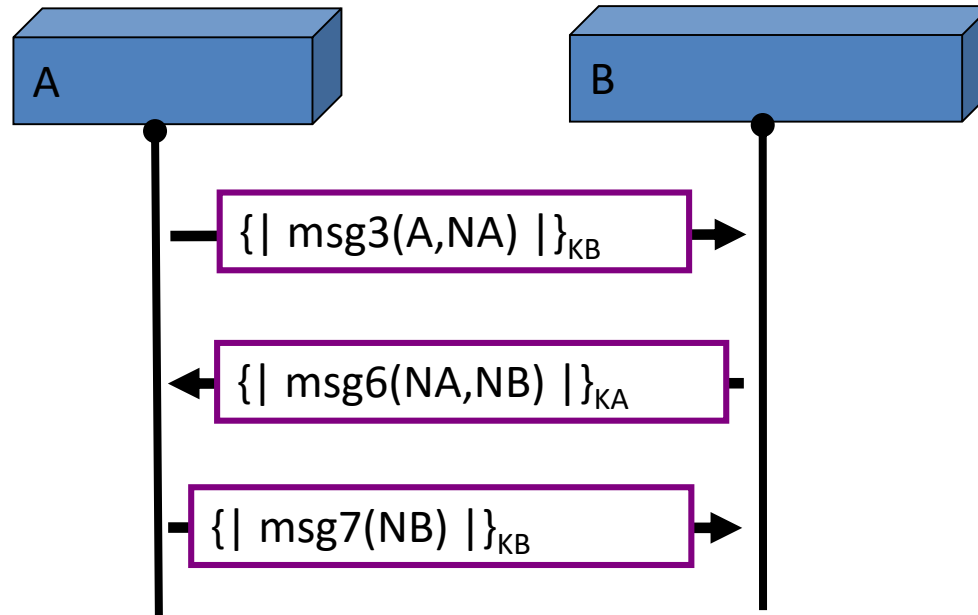 A
B
{| msg3(A,NA) |}KB
{| msg6(NA,NB) |}KA
{| msg7(NB) |}KB